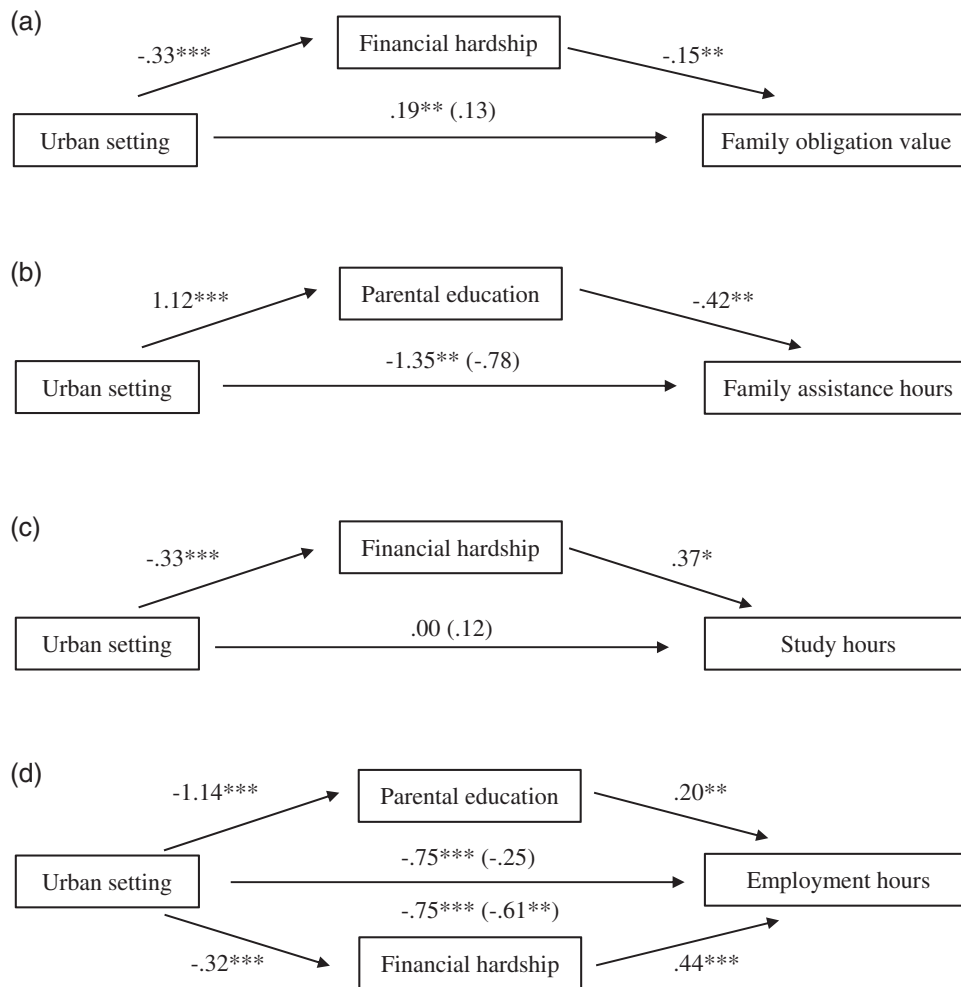 (a)
Financial hardship
-.33***
-.15**
.19** (.13)
Urban setting
Family obligation value
(b)
Parental education
1.12***
-.42**
-1.35** (-.78)
Urban setting
Family assistance hours
(c)
Financial hardship
-.33***
.37*
.00 (.12)
Urban setting
Study hours
(d)
Parental education
-1.14***
.20**
-.75*** (-.25)
Urban setting
Employment hours
-.75*** (-.61**)
-.32***
Financial hardship
.44***